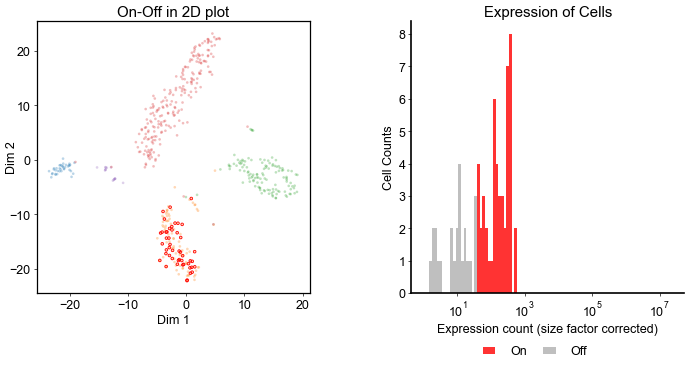 On-Off in 2D plot
Dim 2
20
10
0
−10
−20
−20 −10 0 10 20
Dim 1
Expression of Cells
Cell Counts
8
7
6
5
4
3
2
1
0
10^1 10^3 10^5 10^7
Expression count (size factor corrected)
On Off